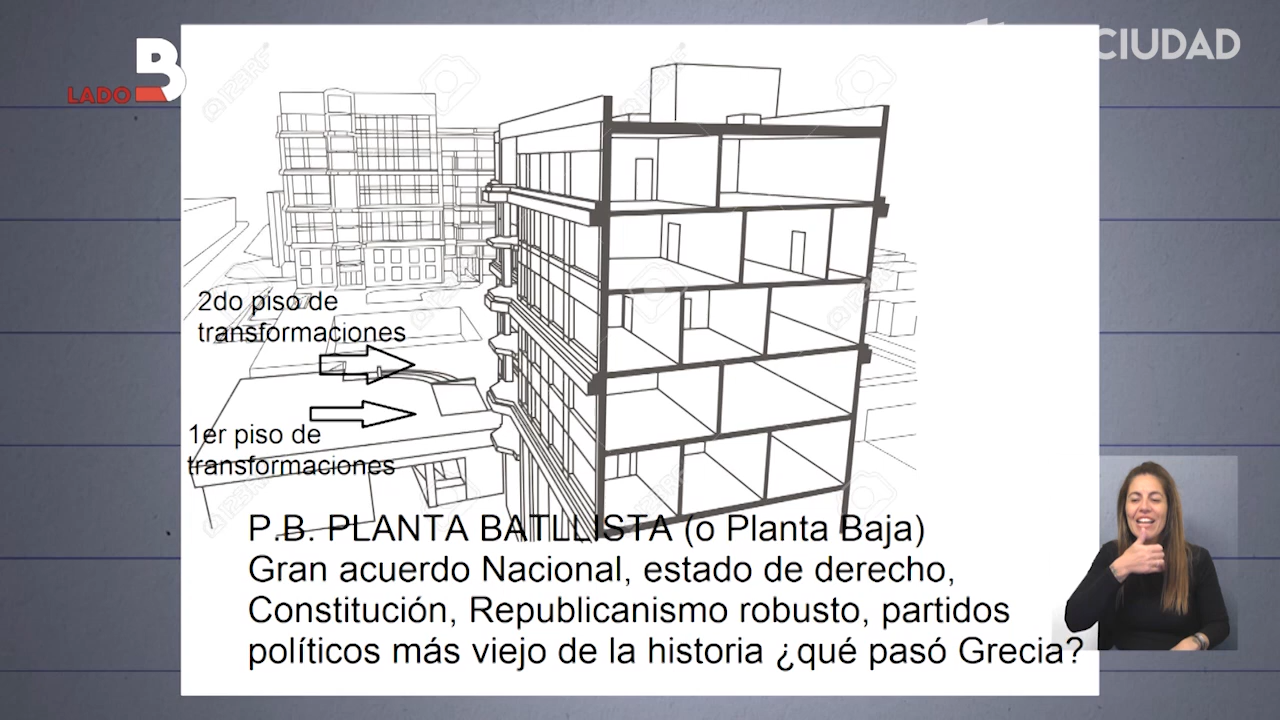 LADO
B
CIUDAD
123RF
2do piso de
transformaciones
1er piso de
transformaciones
P.B. PLANTA BATLLISTA (o Planta Baja)
Gran acuerdo Nacional, estado de derecho,
Constitución, Republicanismo robusto, partidos
políticos más viejo de la historia ¿qué pasó Grecia?